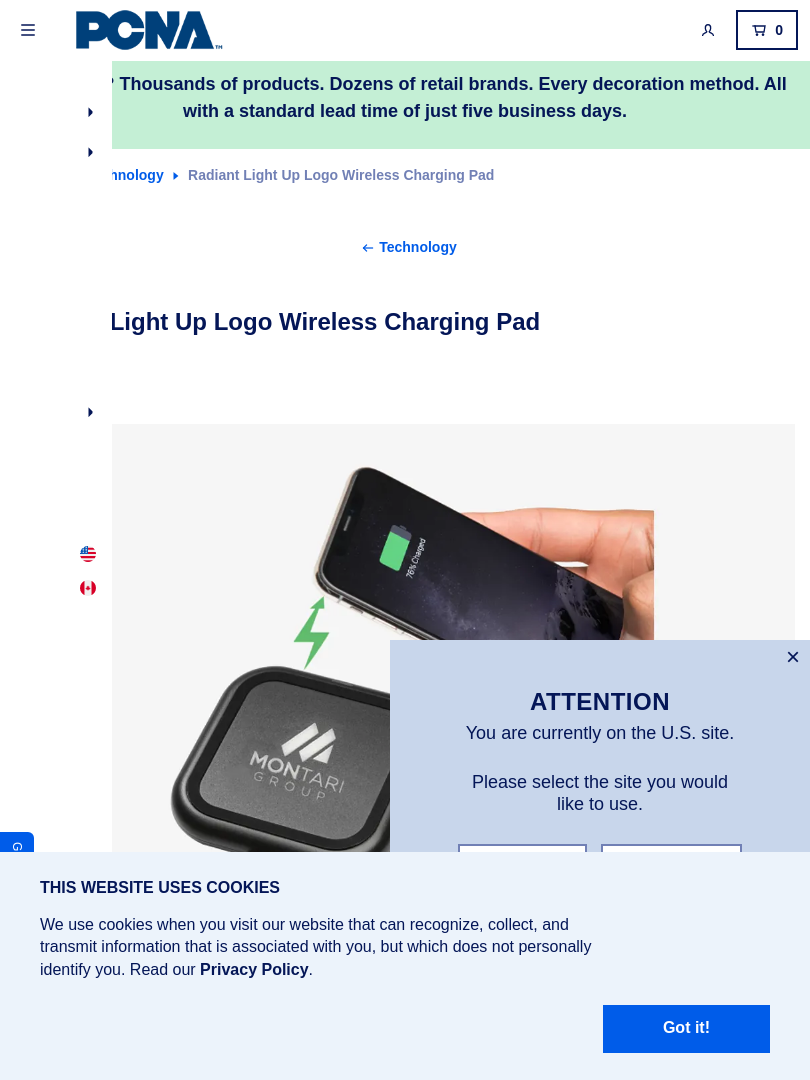 PCNA
TM
0
? Thousands of products. Dozens of retail brands. Every decoration method. All
with a standard lead time of just five business days.
hnology
Radiant Light Up Logo Wireless Charging Pad
Technology
Light Up Logo Wireless Charging Pad
76% Charged
MONTARI
GROUP
ATTENTION
You are currently on the U.S. site.
Please select the site you would
like to use.
G
THIS WEBSITE USES COOKIES
We use cookies when you visit our website that can recognize, collect, and
transmit information that is associated with you, but which does not personally
identify you. Read our Privacy Policy.
Got it!